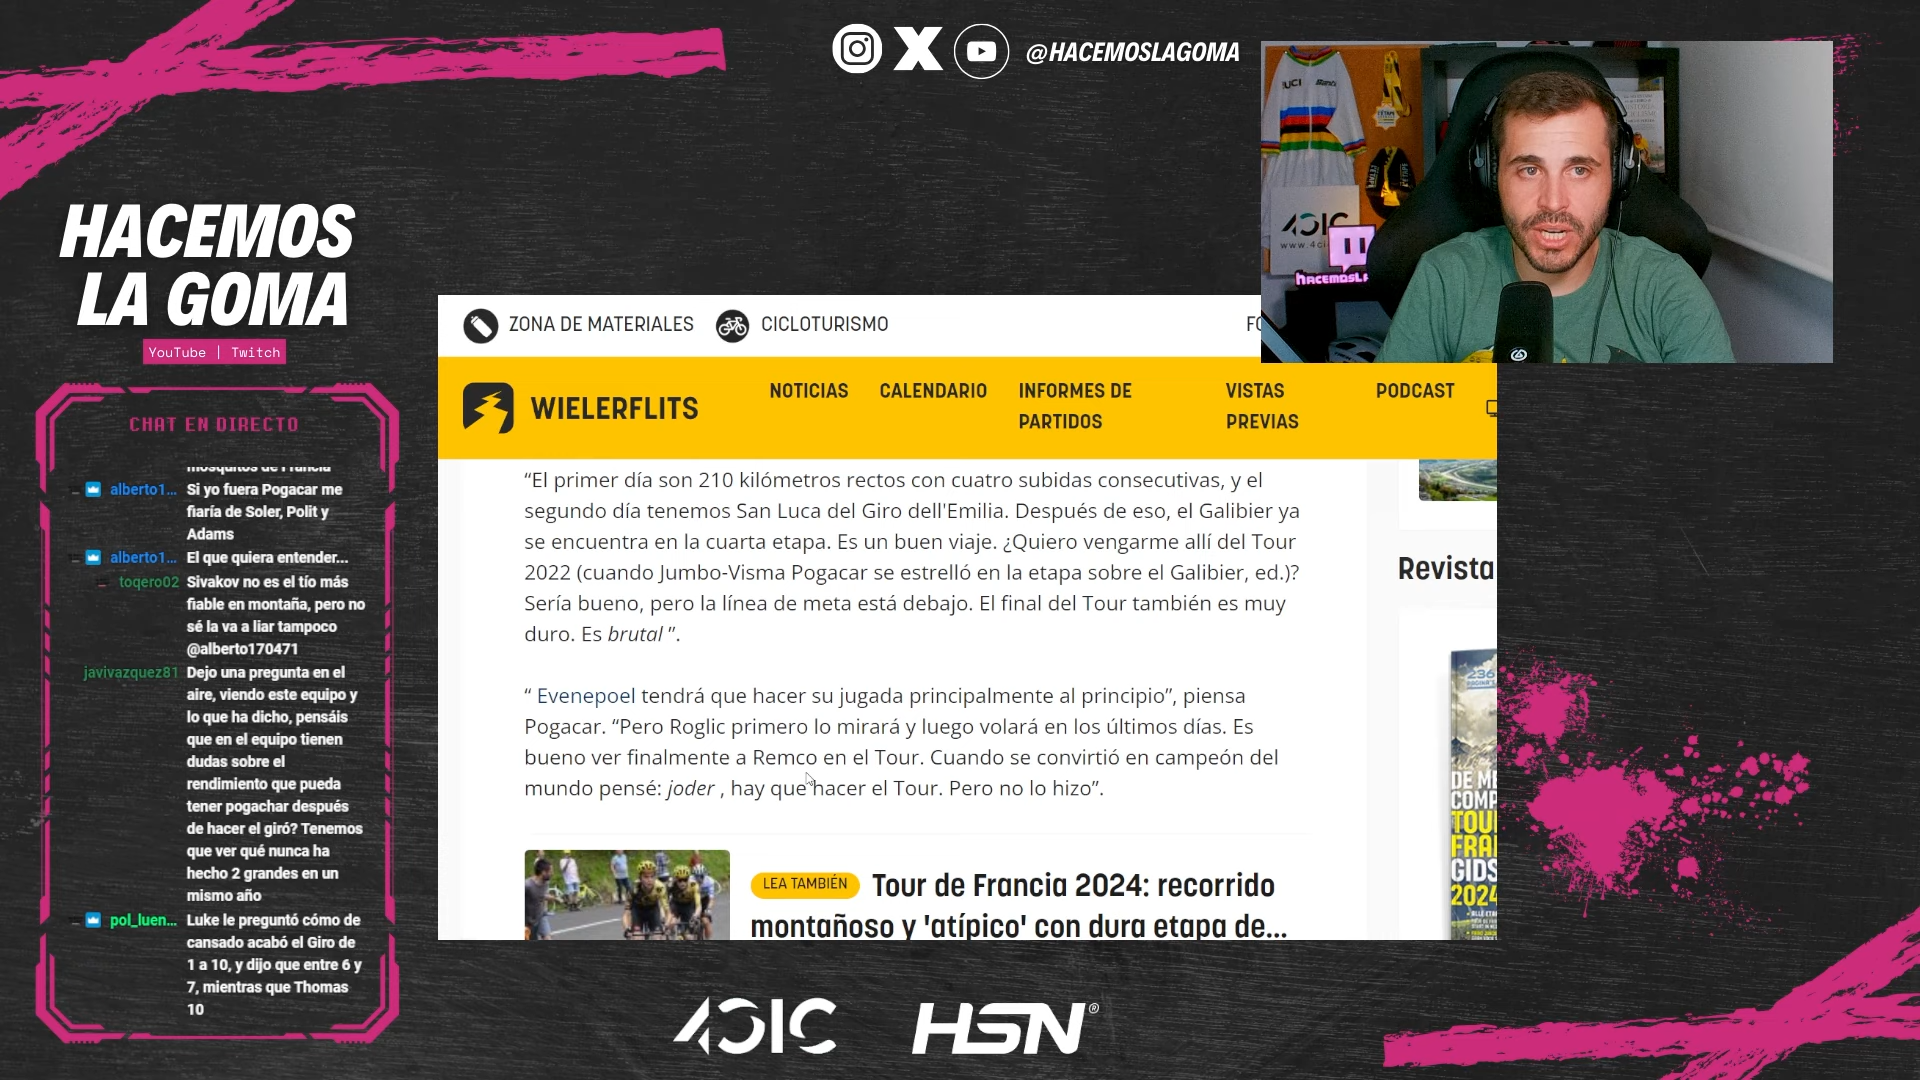 @HACEMOSLAGOMA
HACEMOS
LA GOMA
YouTube | Twitch
CHAT EN DIRECTO
mosquitos de Francia
alberto1... Si yo fuera Pogacar me
fiaría de Soler, Polit y
Adams
alberto1... El que quiera entender...
toqero02 Sivakov no es el tío más
fiable en montaña, pero no
sé la va a liar tampoco
@alberto170471
javivazquez81 Dejo una pregunta en el
aire, viendo este equipo y
lo que ha dicho, pensáis
que en el equipo tienen
dudas sobre el
rendimiento que pueda
tener pogachar después
de hacer el giró? Tenemos
que ver qué nunca ha
hecho 2 grandes en un
mismo año
pol_luen... Luke le preguntó cómo de
cansado acabó el Giro de
1 a 10, y dijo que entre 6 y
7, mientras que Thomas
10
ZONA DE MATERIALES CICLOTURISMO
WIELERFLITS
NOTICIAS CALENDARIO INFORMES DE PARTIDOS VISTAS PREVIAS PODCAST
“El primer día son 210 kilómetros rectos con cuatro subidas consecutivas, y el
segundo día tenemos San Luca del Giro dell'Emilia. Después de eso, el Galibier ya
se encuentra en la cuarta etapa. Es un buen viaje. ¿Quiero vengarme allí del Tour
2022 (cuando Jumbo-Visma Pogacar se estrelló en la etapa sobre el Galibier, ed.)?
Sería bueno, pero la línea de meta está debajo. El final del Tour también es muy
duro. Es brutal ”.
“ Evenepoel tendrá que hacer su jugada principalmente al principio”, piensa
Pogacar. “Pero Roglic primero lo mirará y luego volará en los últimos días. Es
bueno ver finalmente a Remco en el Tour. Cuando se convirtió en campeón del
mundo pensé: joder , hay que hacer el Tour. Pero no lo hizo”.
LEA TAMBIÉN Tour de Francia 2024: recorrido
montañoso y 'atípico' con dura etapa de...
Revista
236
DE ME
COMP
TOUR
FRA
GIDS
2024
UCI
4CIC
hacemosla
4CIC
HSN®